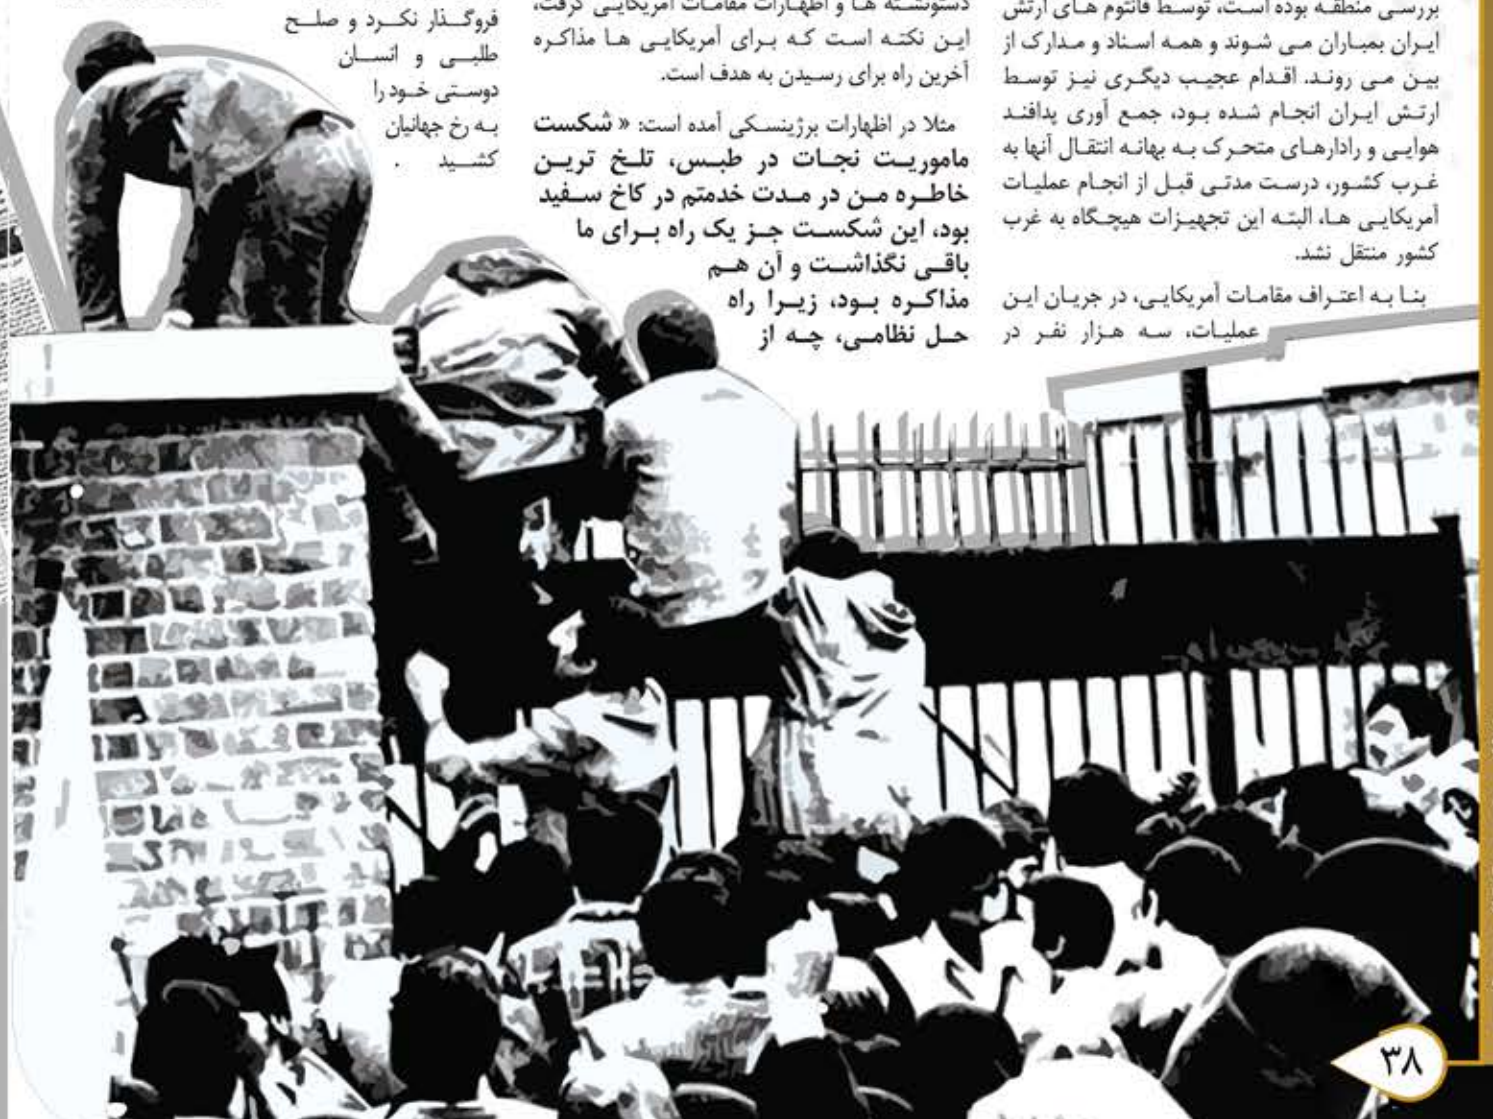 بررسی منطقه بوده است، توسط فانتوم های ارتش
ایران بمباران می شوند و همه اسناد و مدارک از
بین می روند. اقدام عجیب دیگری نیز توسط
ارتش ایران انجام شده بود، جمع آوری پدافند
هوایی و رادارهای متحرک به بهانه انتقال آنها به
غرب کشور، درست مدتی قبل از انجام عملیات
آمریکایی ها، البته این تجهیزات هیچگاه به غرب
کشور منتقل نشد.
بنا به اعتراف مقامات آمریکایی، در جریان این
عملیات، سه هزار نفر در
دستنوشته ها و اظهارات مقامات آمریکایی گرفت،
این نکته است که برای آمریکایی ها مذاکره
آخرین راه برای رسیدن به هدف است.
مثلا در اظهارات برژینسکی آمده است: « شکست
ماموریت نجات در طبس، تلخ ترین
خاطره من در مدت خدمتم در کاخ سفید
بود، این شکست جز یک راه برای ما
باقی نگذاشت و آن هم
مذاکره بود، زیرا راه
حل نظامی، چه از
فروگذار نکرد و صلح
طلبی و انسان
دوستی خود را
به رخ جهانیان
کشید .
۳۸